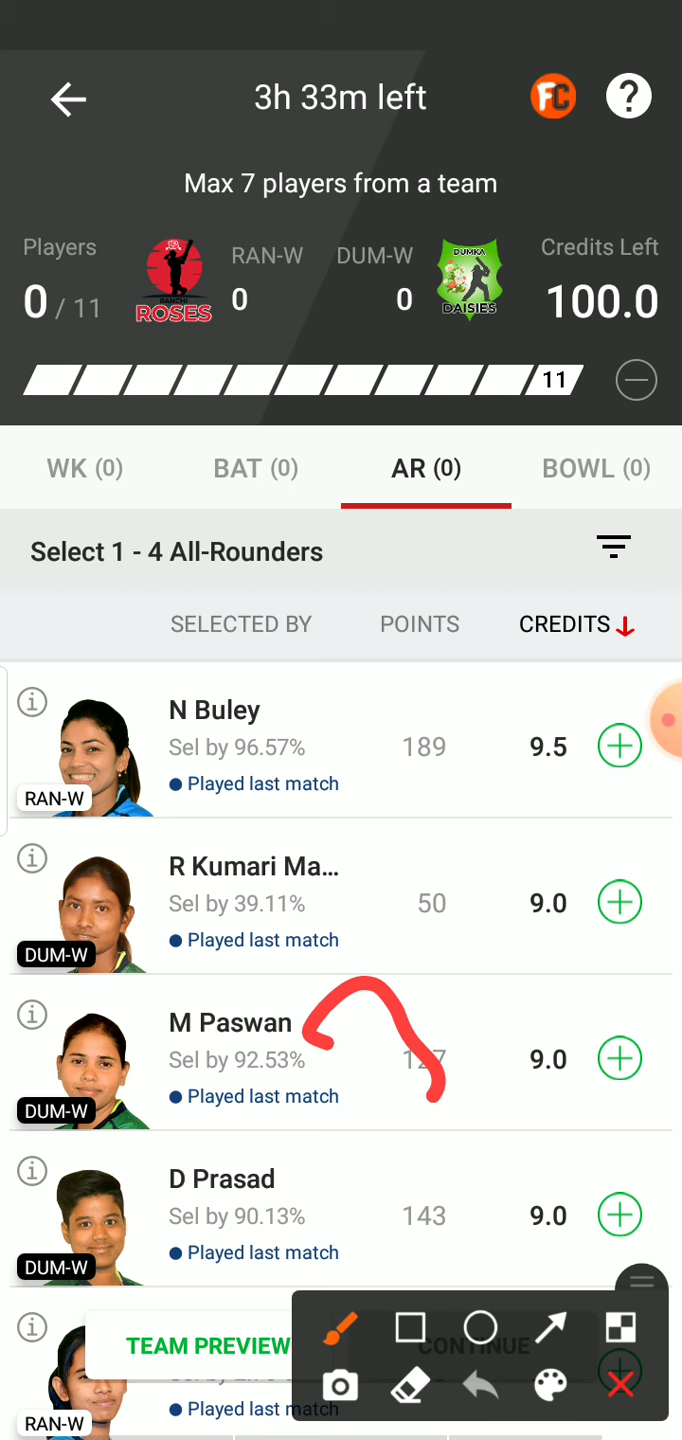 3h 33m left
FC
?
Max 7 players from a team
Players
RAN-W
DUM-W
Credits Left
0 / 11
RANCHI
ROSES
0
0
DUMKA
DAISIES
100.0
11
WK (0)
BAT (0)
AR (0)
BOWL (0)
Select 1 - 4 All-Rounders
SELECTED BY
POINTS
CREDITS
N Buley
Sel by 96.57%
189
9.5
Played last match
RAN-W
R Kumari Ma...
Sel by 39.11%
50
9.0
Played last match
DUM-W
M Paswan
Sel by 92.53%
127
9.0
Played last match
DUM-W
D Prasad
Sel by 90.13%
143
9.0
Played last match
DUM-W
TEAM PREVIEW
CONTINUE
Played last match
RAN-W